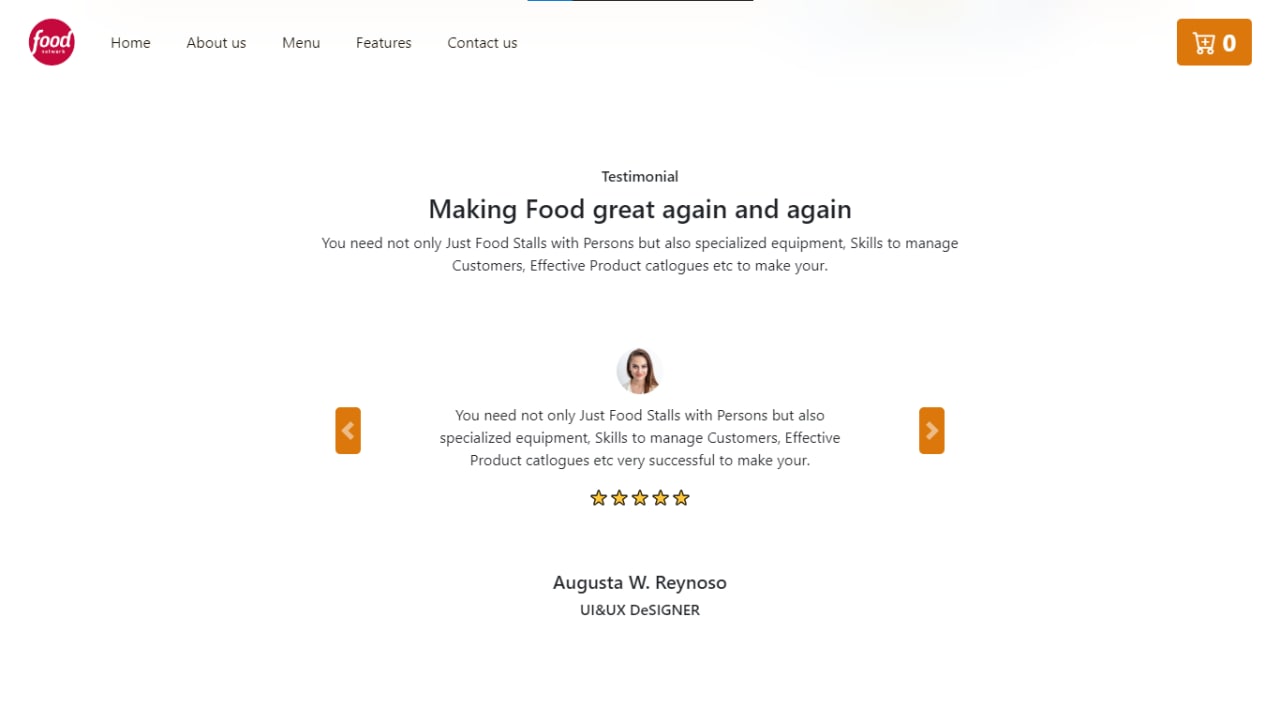 food
network
Home
About us
Menu
Features
Contact us
0
Testimonial
Making Food great again and again
You need not only Just Food Stalls with Persons but also specialized equipment, Skills to manage
Customers, Effective Product catlogues etc to make your.
You need not only Just Food Stalls with Persons but also
specialized equipment, Skills to manage Customers, Effective
Product catlogues etc very successful to make your.
Augusta W. Reynoso
UI&UX DeSIGNER